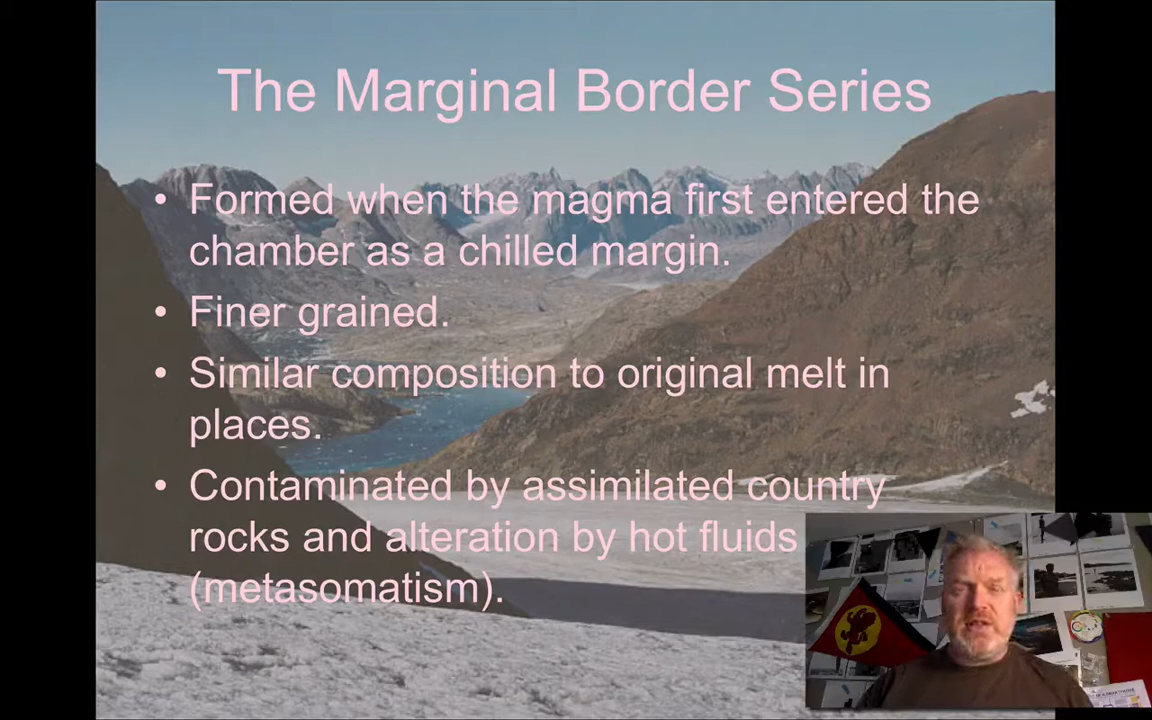 The Marginal Border Series
• Formed when the magma first entered the
chamber as a chilled margin.
• Finer grained.
• Similar composition to original melt in
places.
• Contaminated by assimilated country
rocks and alteration by hot fluids
(metasomatism).